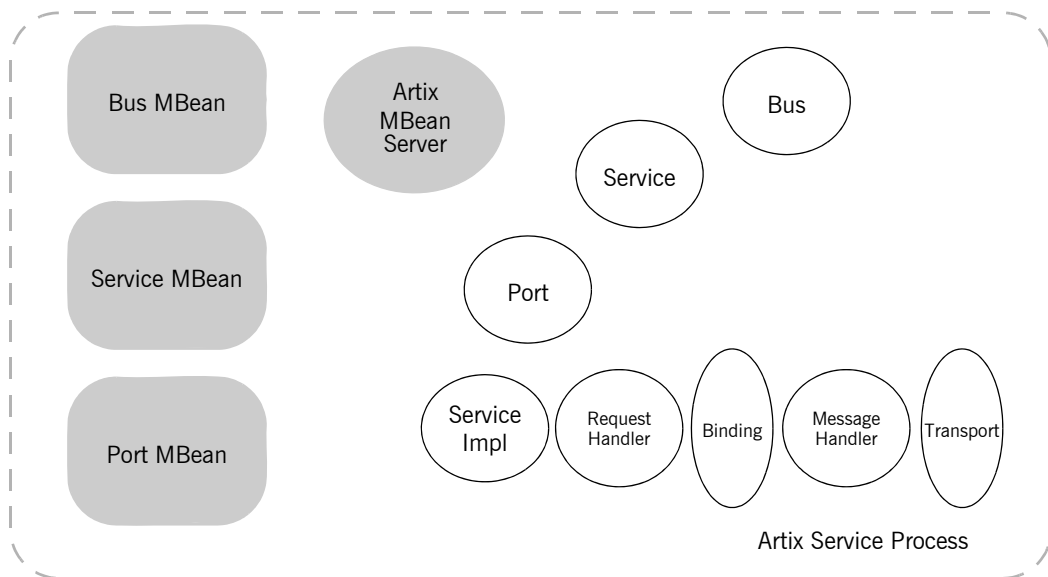 Bus MBean
Artix
MBean
Server
Bus
Service
Service MBean
Port
Port MBean
Service
Impl
Request
Handler
Binding
Message
Handler
Transport
Artix Service Process